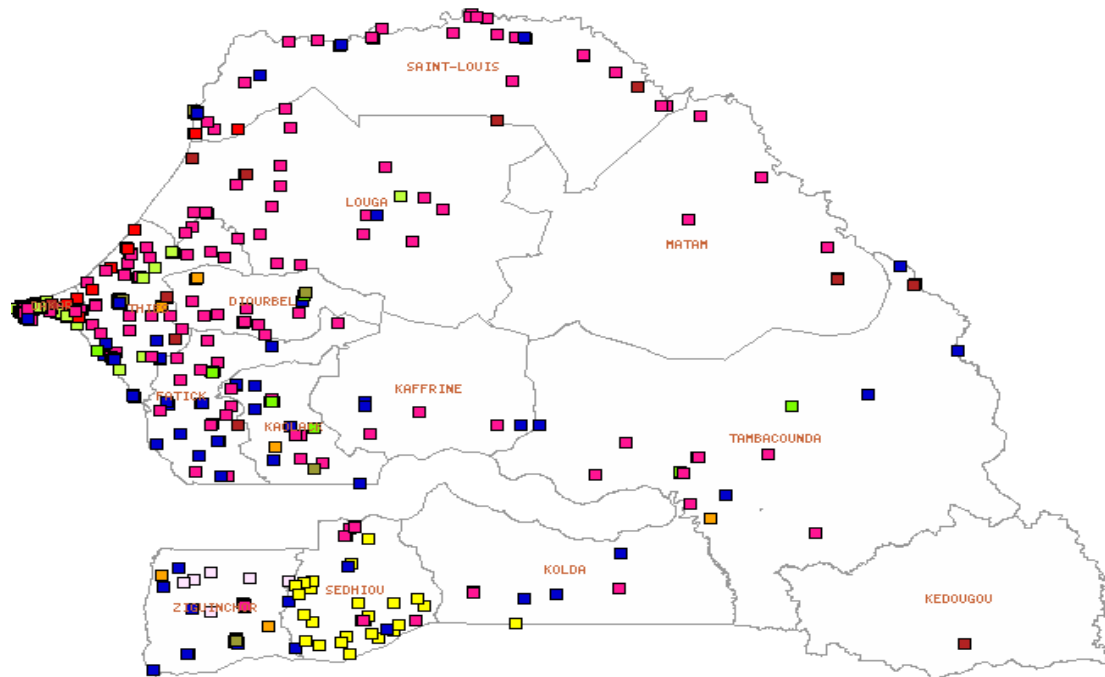 SAINT-LOUIS
LOUGA
MATAM
DIOURBEL
KAFFRINE
FATICK
KAOLACK
TAMBACOUNDA
KOLDA
SEDHIOU
KEDOUGOU
ZIGUINCHOR